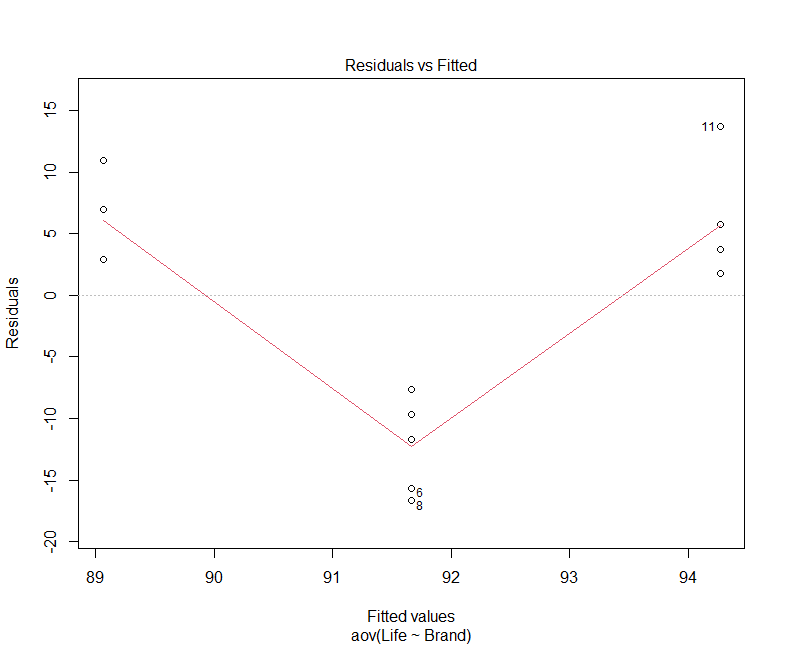 Residuals vs Fitted
15
10
5
0
-5
-10
-15
-20
Residuals
11
6
8
89 90 91 92 93 94
Fitted values
aov(Life ~ Brand)